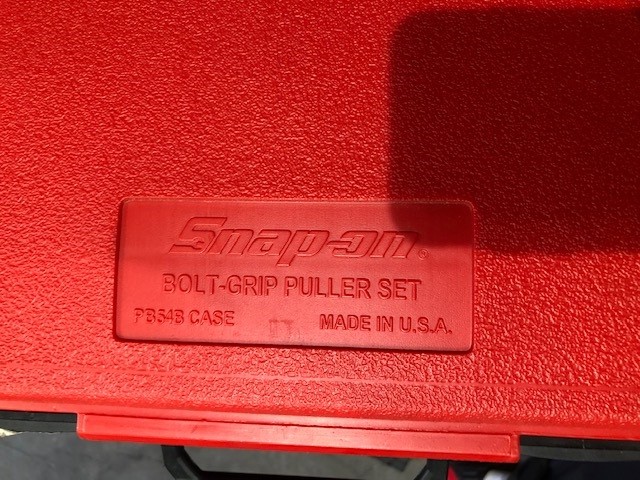 Snap-on®
BOLT-GRIP PULLER SET
PB54B CASE MADE IN U.S.A.